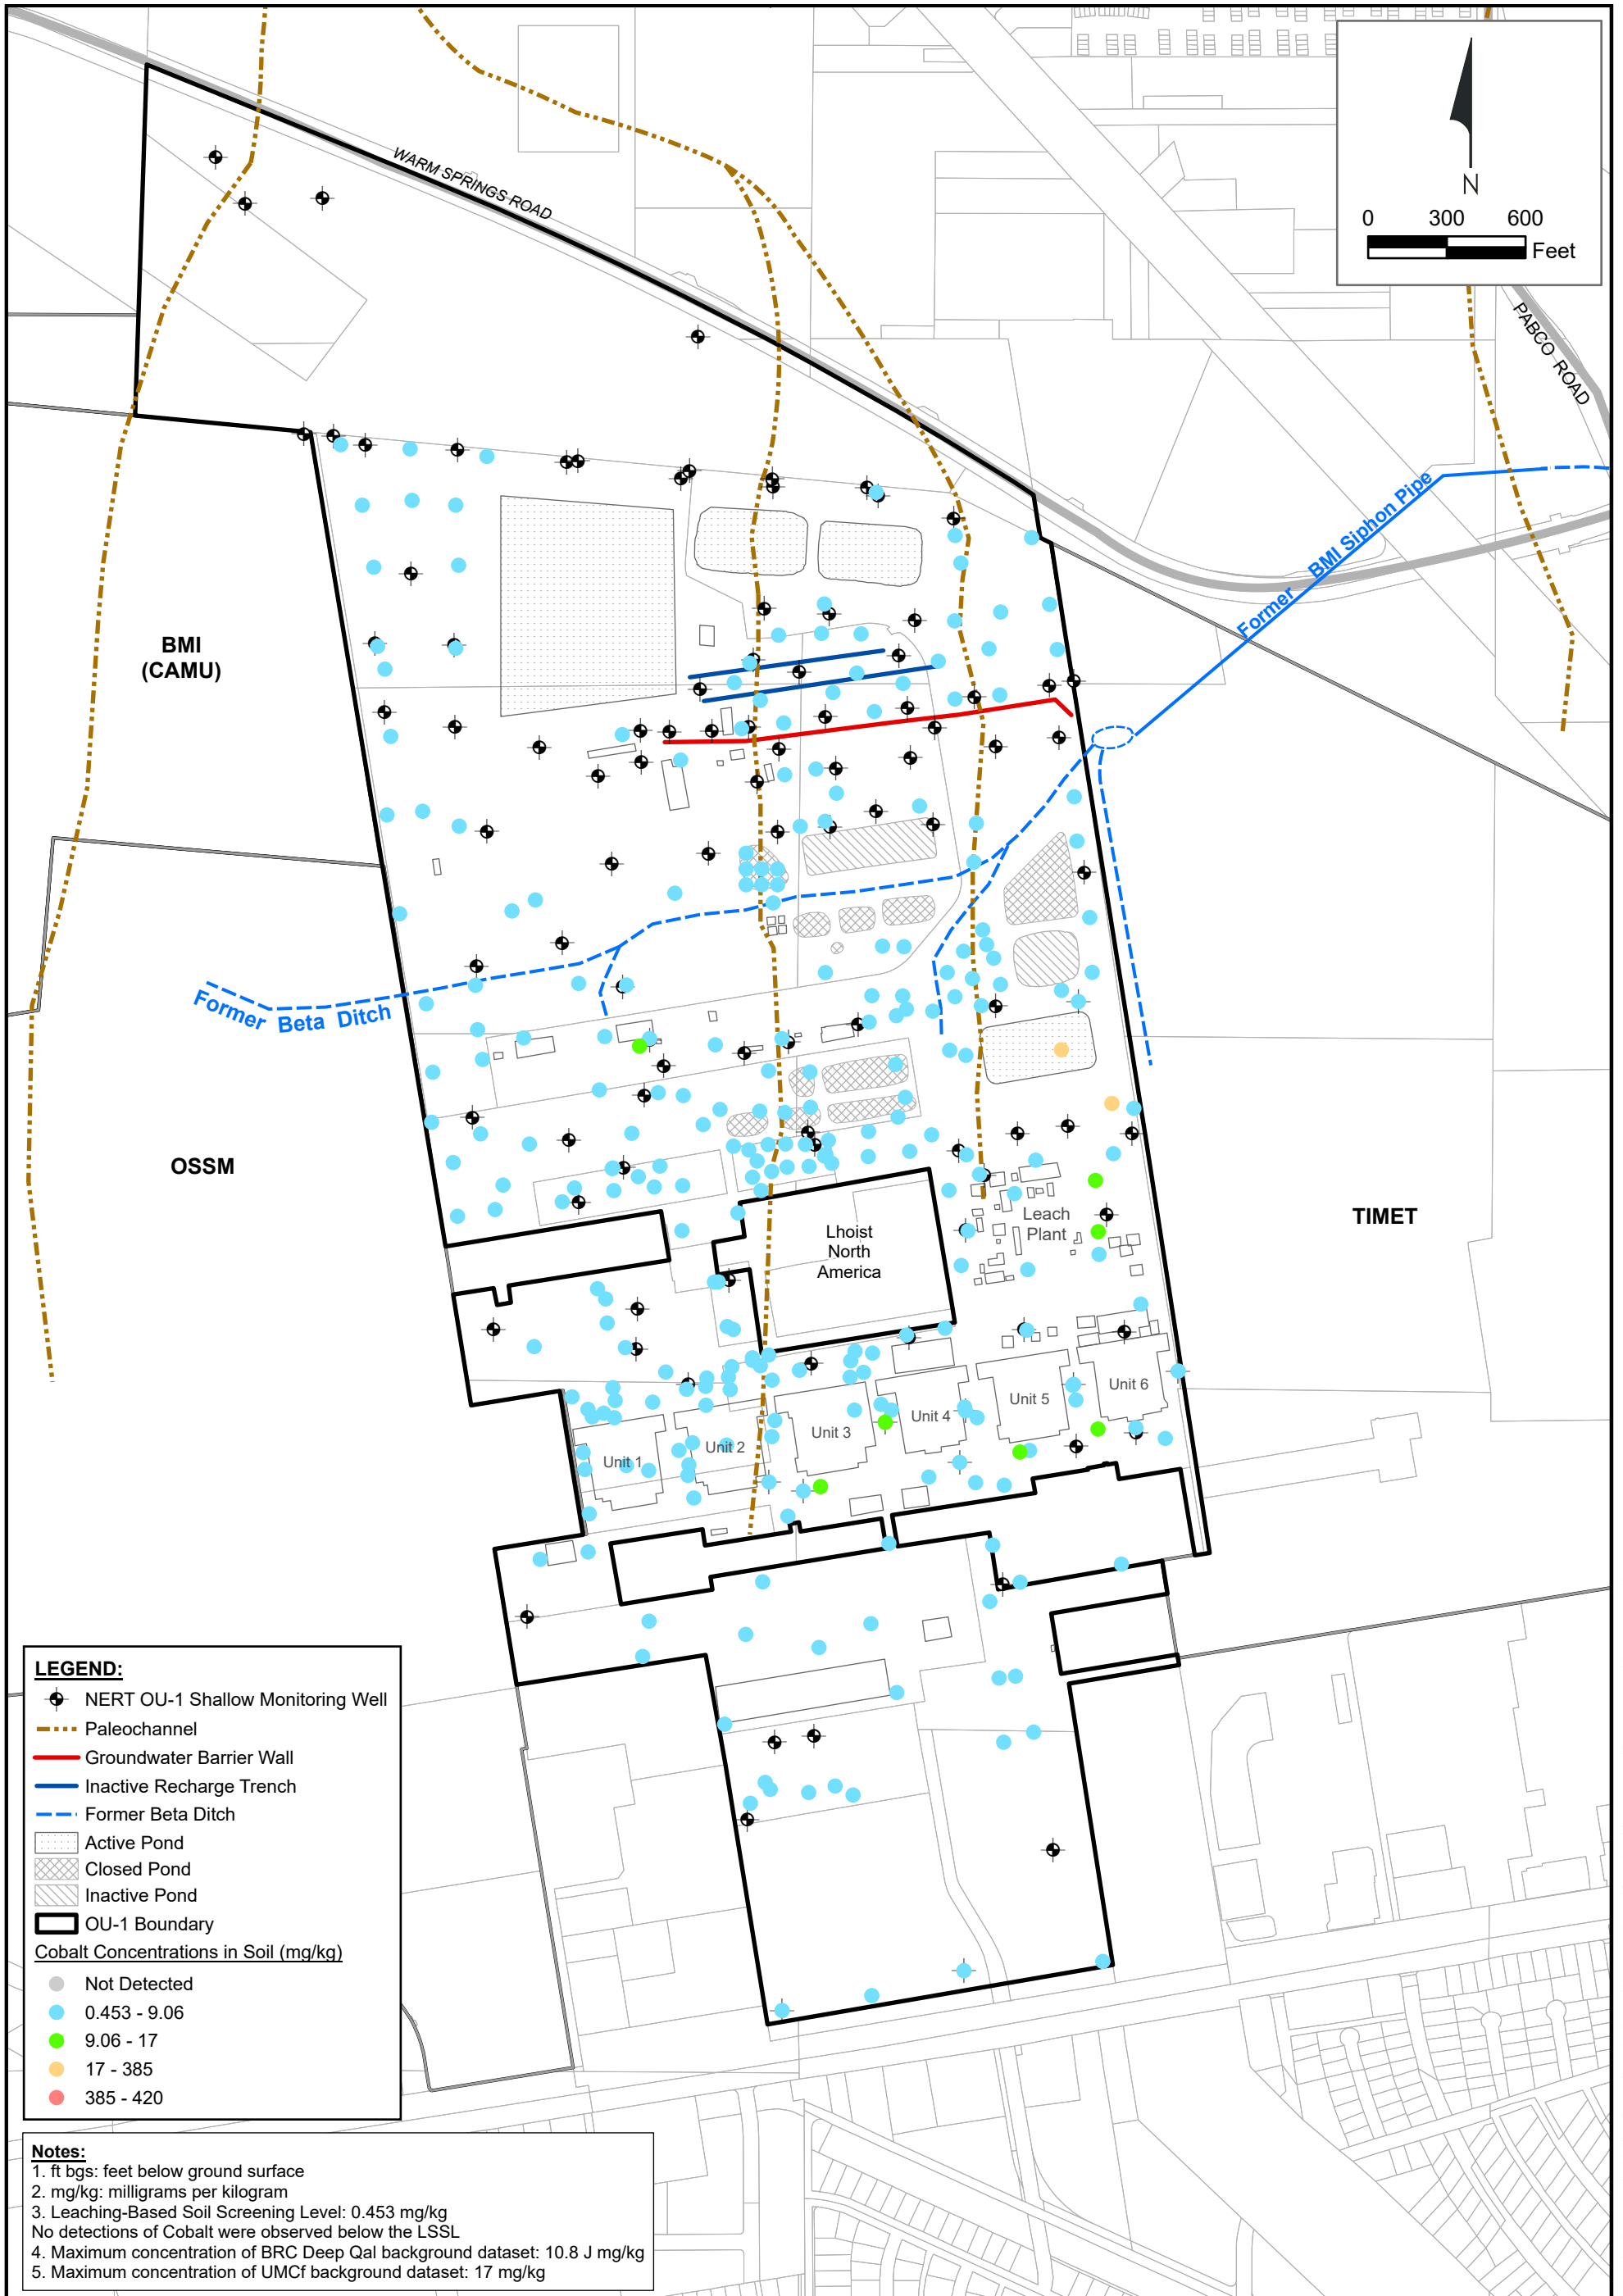 N
0 300 600
Feet
WARM SPRINGS ROAD
PABCO ROAD
Former BMI Siphon Pipe
BMI
(CAMU)
Former Beta Ditch
OSSM
TIMET
Lhoist
North
America
Leach
Plant
Unit 6
Unit 5
Unit 4
Unit 3
Unit 2
Unit 1
LEGEND:
NERT OU-1 Shallow Monitoring Well
Paleochannel
Groundwater Barrier Wall
Inactive Recharge Trench
Former Beta Ditch
Active Pond
Closed Pond
Inactive Pond
OU-1 Boundary
Cobalt Concentrations in Soil (mg/kg)
Not Detected
0.453 - 9.06
9.06 - 17
17 - 385
385 - 420
Notes:
1. ft bgs: feet below ground surface
2. mg/kg: milligrams per kilogram
3. Leaching-Based Soil Screening Level: 0.453 mg/kg
No detections of Cobalt were observed below the LSSL
4. Maximum concentration of BRC Deep Qal background dataset: 10.8 J mg/kg
5. Maximum concentration of UMCf background dataset: 17 mg/kg